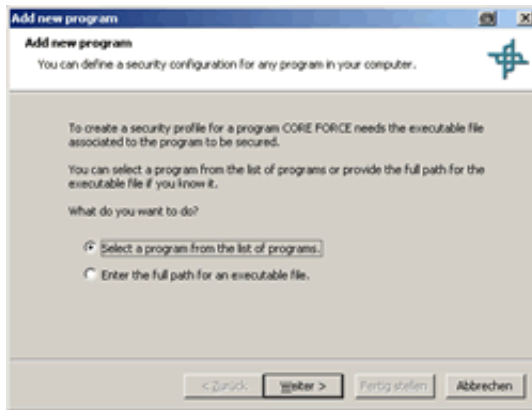 Add new program
Add new program
You can define a security configuration for any program in your computer.
To create a security profile for a program CORE FORCE needs the executable file
associated to the program to be secured.
You can select a program from the list of programs or provide the full path for the
executable file if you know it.
What do you want to do?
Select a program from the list of programs.
Enter the full path for an executable file.
< Zurück
Weiter >
Fertig stellen
Abbrechen